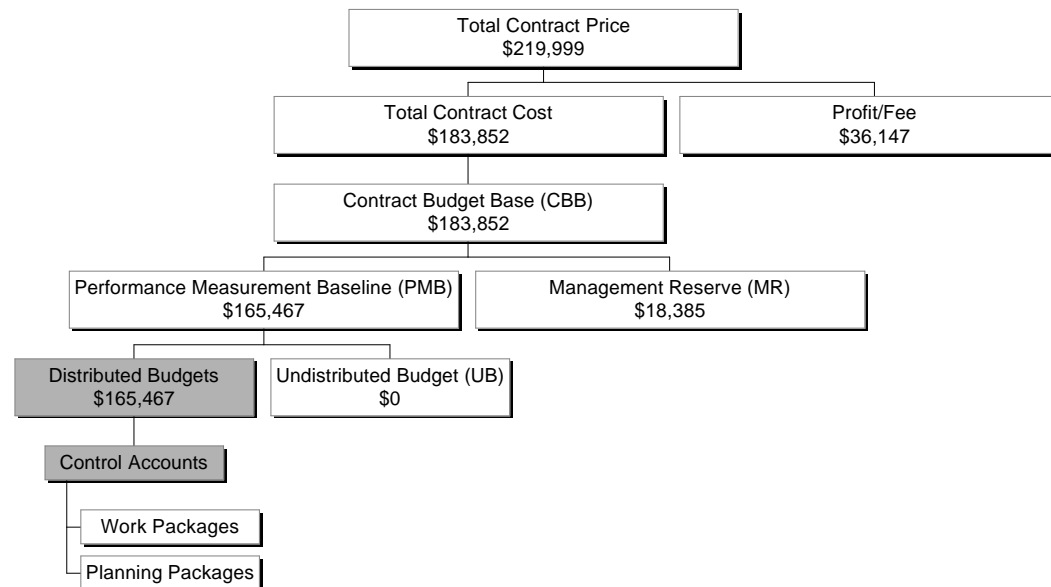 Total Contract Price
$219,999
Total Contract Cost
$183,852
Profit/Fee
$36,147
Contract Budget Base (CBB)
$183,852
Performance Measurement Baseline (PMB)
$165,467
Management Reserve (MR)
$18,385
Distributed Budgets
$165,467
Undistributed Budget (UB)
$0
Control Accounts
Work Packages
Planning Packages